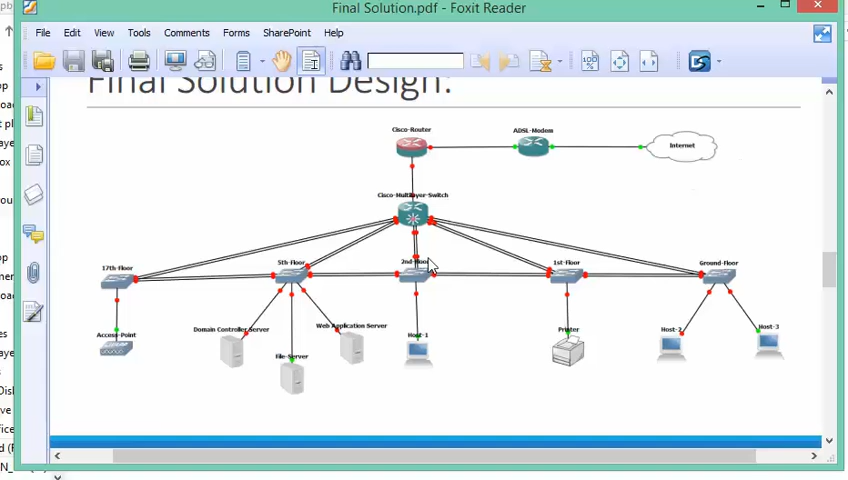 Final Solution.pdf - Foxit Reader
File Edit View Tools Comments Forms SharePoint Help
Final Solution Design:
Cisco-Router
ADSL-Modem
Internet
Cisco-Multilayer-Switch
17th-Floor
5th-Floor
2nd-Floor
1st-Floor
Ground-Floor
Access-Point
Domain Controller Server
File-Server
Web Application Server
Host-1
Printer
Host-2
Host-3